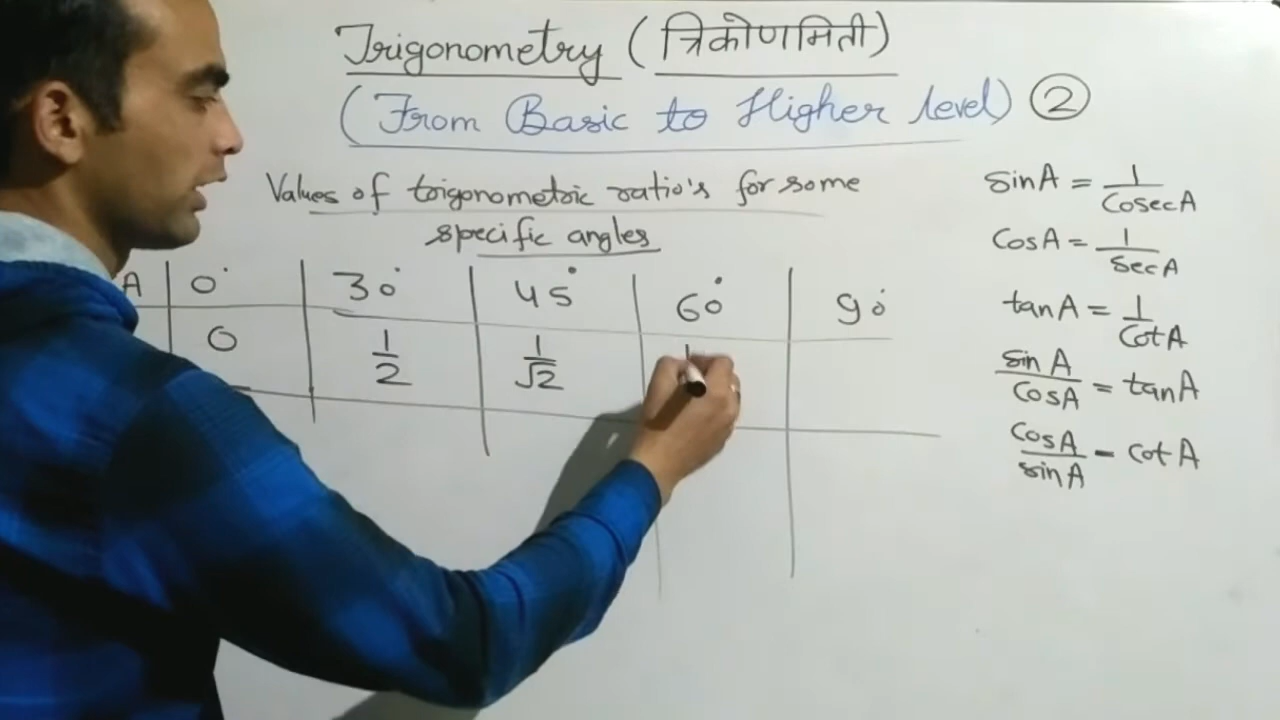 Trigonometry (त्रिकोणमिती)
(From Basic to Higher level) 2
Values of trigonometric ratio's for some
specific angles
A 0° 30° 45° 60° 90°
0 1/2 1/√2
sinA = 1/CosecA
CosA = 1/SecA
tanA = 1/CotA
sin A/CosA = tanA
CosA/sinA = cotA